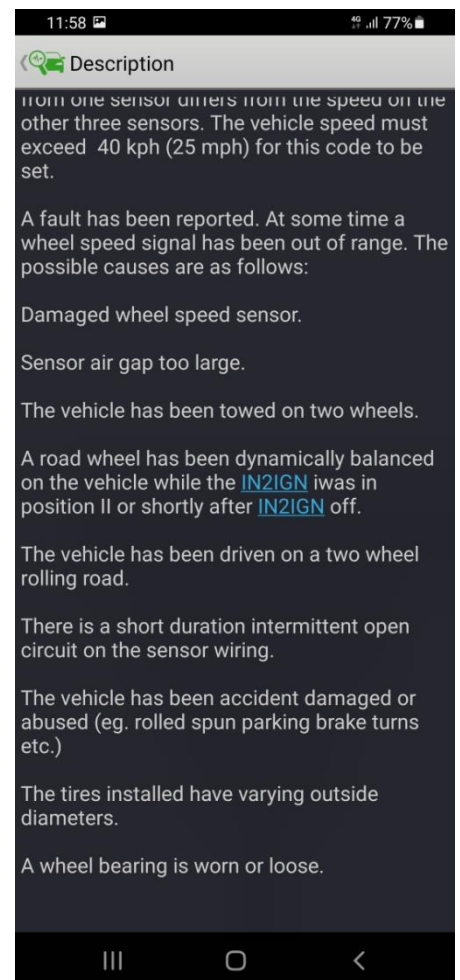 11:58
4G 77%
Description
from one sensor differs from the speed on the
other three sensors. The vehicle speed must
exceed 40 kph (25 mph) for this code to be
set.
A fault has been reported. At some time a
wheel speed signal has been out of range. The
possible causes are as follows:
Damaged wheel speed sensor.
Sensor air gap too large.
The vehicle has been towed on two wheels.
A road wheel has been dynamically balanced
on the vehicle while the IN2IGN iwas in
position II or shortly after IN2IGN off.
The vehicle has been driven on a two wheel
rolling road.
There is a short duration intermittent open
circuit on the sensor wiring.
The vehicle has been accident damaged or
abused (eg. rolled spun parking brake turns
etc.)
The tires installed have varying outside
diameters.
A wheel bearing is worn or loose.